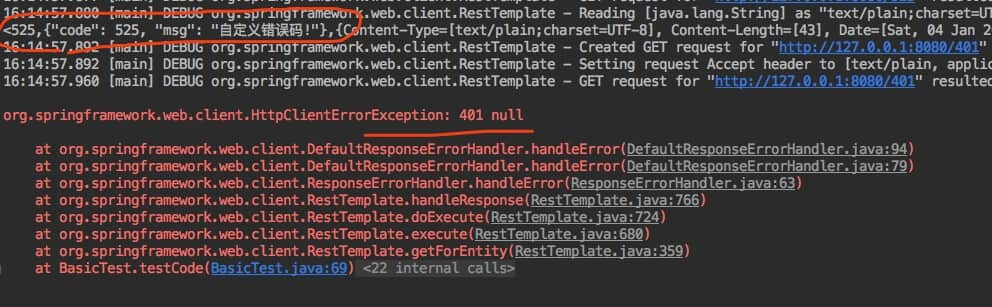 16:14:57.880 [main] DEBUG org.springframework.web.client.RestTemplate - Reading [java.lang.String] as "text/plain;charset=UT
<525,{"code": 525, "msg": "自定义错误码!"},{Content-Type=[text/plain;charset=UTF-8], Content-Length=[43], Date=[Sat, 04 Jan 2
16:14:57.892 [main] DEBUG org.springframework.web.client.RestTemplate - Created GET request for "http://127.0.0.1:8080/401"
16:14:57.892 [main] DEBUG org.springframework.web.client.RestTemplate - Setting request Accept header to [text/plain, applic
16:14:57.960 [main] DEBUG org.springframework.web.client.RestTemplate - GET request for "http://127.0.0.1:8080/401" resulted
org.springframework.web.client.HttpClientErrorException: 401 null
at org.springframework.web.client.DefaultResponseErrorHandler.handleError(DefaultResponseErrorHandler.java:94)
at org.springframework.web.client.DefaultResponseErrorHandler.handleError(DefaultResponseErrorHandler.java:79)
at org.springframework.web.client.ResponseErrorHandler.handleError(ResponseErrorHandler.java:63)
at org.springframework.web.client.RestTemplate.handleResponse(RestTemplate.java:766)
at org.springframework.web.client.RestTemplate.doExecute(RestTemplate.java:724)
at org.springframework.web.client.RestTemplate.execute(RestTemplate.java:680)
at org.springframework.web.client.RestTemplate.getForEntity(RestTemplate.java:359)
at BasicTest.testCode(BasicTest.java:69) <22 internal calls>